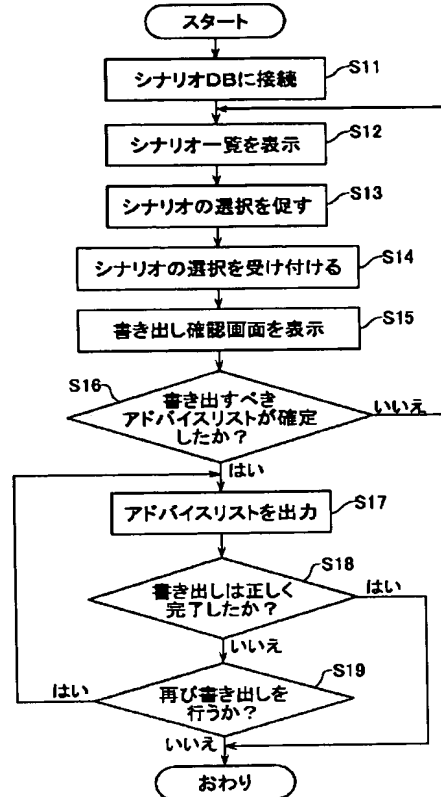 スタート
シナリオDBに接続
S11
シナリオ一覧を表示
S12
シナリオの選択を促す
S13
シナリオの選択を受け付ける
S14
書き出し確認画面を表示
S15
S16
書き出すべき
アドバイスリストが確定
したか？
いいえ
はい
アドバイスリストを出力
S17
S18
書き出しは正しく
完了したか？
はい
いいえ
S19
再び書き出しを
行うか？
はい
いいえ
おわり